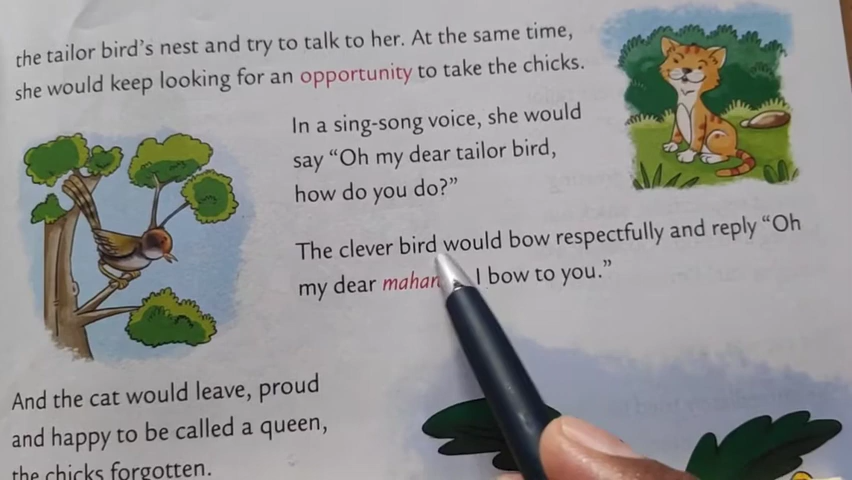 the tailor bird's nest and try to talk to her. At the same time,
she would keep looking for an opportunity to take the chicks.
In a sing-song voice, she would
say “Oh my dear tailor bird,
how do you do?”
The clever bird would bow respectfully and reply “Oh
my dear I bow to you.”
And the cat would leave, proud
and happy to be called a queen,
the chicks forgotten.